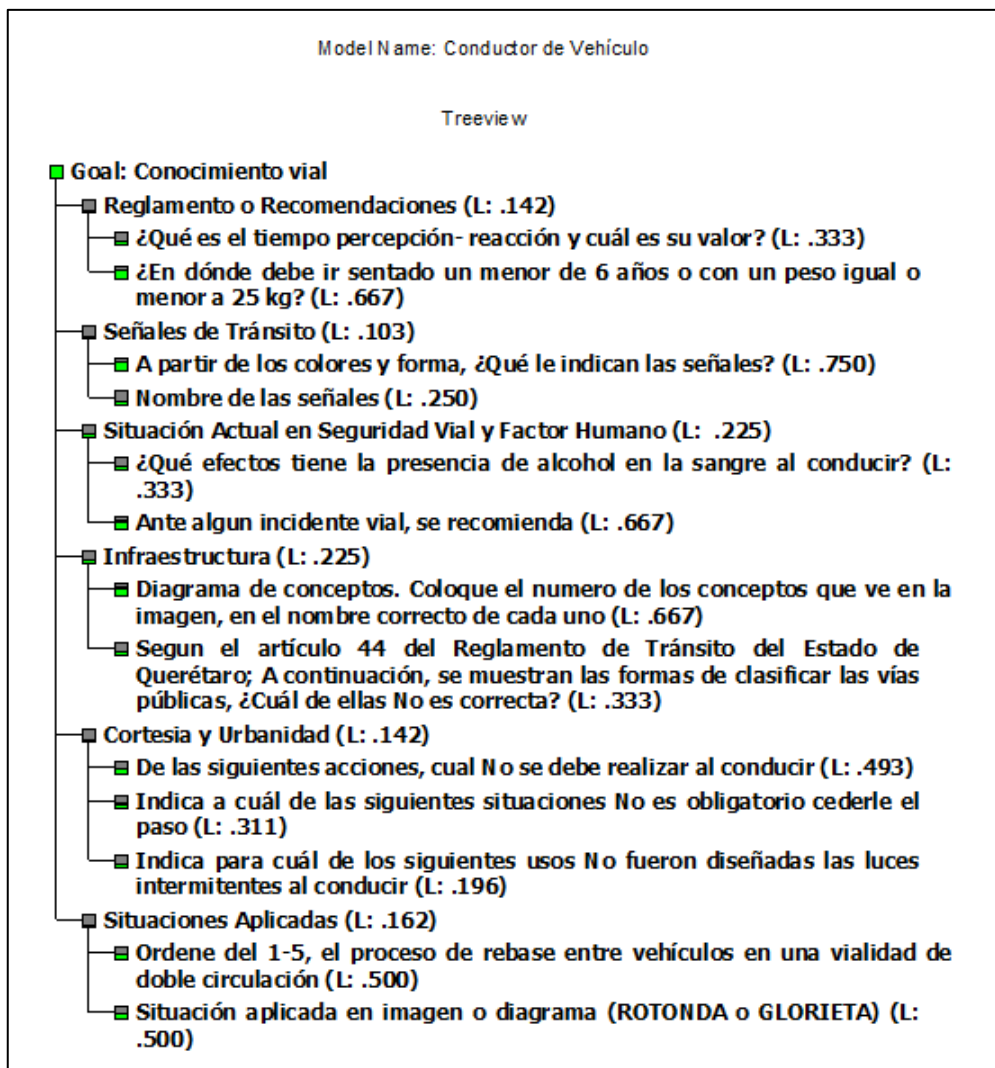 Model Name: Conductor de Vehículo
Treeview
Goal: Conocimiento vial
Reglamento o Recomendaciones (L: .142)
¿Qué es el tiempo percepción- reacción y cuál es su valor? (L: .333)
¿En dónde debe ir sentado un menor de 6 años o con un peso igual o
menor a 25 kg? (L: .667)
Señales de Tránsito (L: .103)
A partir de los colores y forma, ¿Qué le indican las señales? (L: .750)
Nombre de las señales (L: .250)
Situación Actual en Seguridad Vial y Factor Humano (L: .225)
¿Qué efectos tiene la presencia de alcohol en la sangre al conducir? (L:
.333)
Ante algun incidente vial, se recomienda (L: .667)
Infraestructura (L: .225)
Diagrama de conceptos. Coloque el numero de los conceptos que ve en la
imagen, en el nombre correcto de cada uno (L: .667)
Segun el artículo 44 del Reglamento de Tránsito del Estado de
Querétaro; A continuación, se muestran las formas de clasificar las vías
públicas, ¿Cuál de ellas No es correcta? (L: .333)
Cortesia y Urbanidad (L: .142)
De las siguientes acciones, cual No se debe realizar al conducir (L: .493)
Indica a cuál de las siguientes situaciones No es obligatorio cederle el
paso (L: .311)
Indica para cuál de los siguientes usos No fueron diseñadas las luces
intermitentes al conducir (L: .196)
Situaciones Aplicadas (L: .162)
Ordene del 1-5, el proceso de rebase entre vehículos en una vialidad de
doble circulación (L: .500)
Situación aplicada en imagen o diagrama (ROTONDA o GLORIETA) (L:
.500)